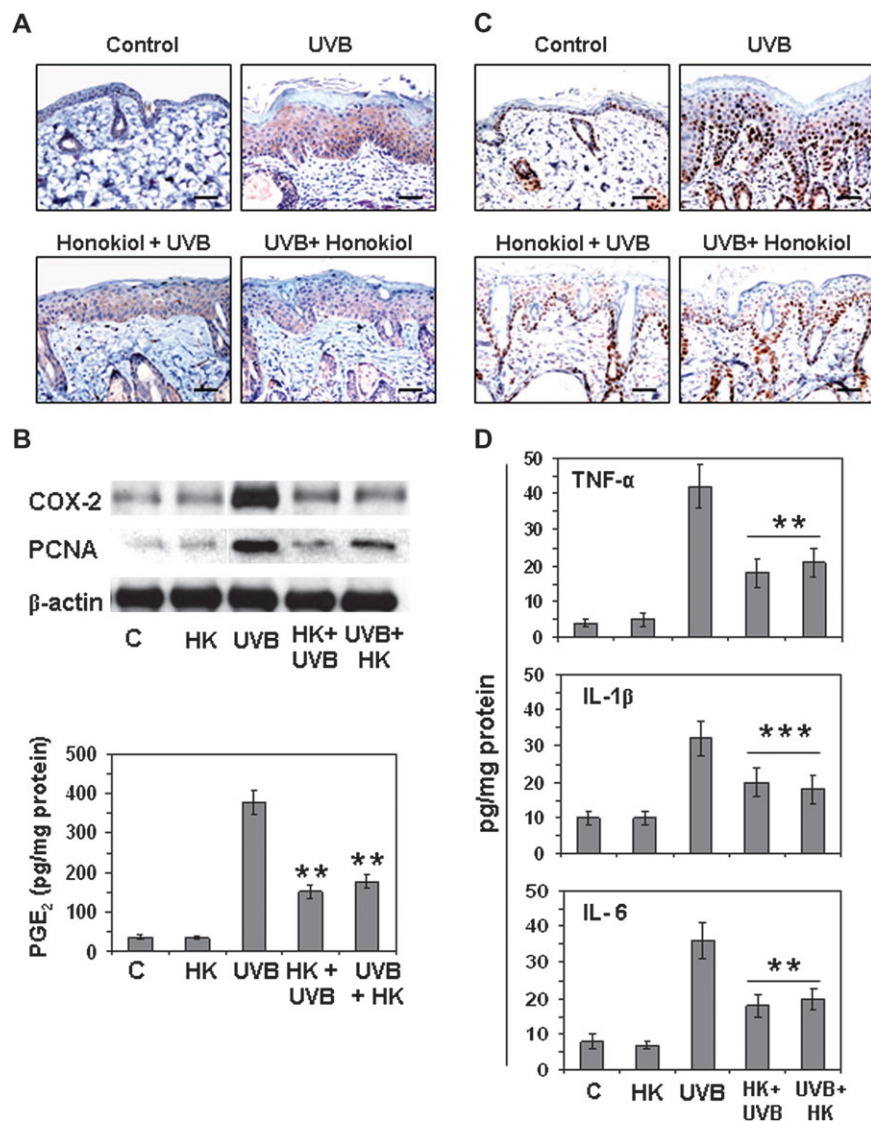 A
Control
UVB
Honokiol + UVB
UVB+ Honokiol
C
Control
UVB
Honokiol + UVB
UVB+ Honokiol
B
COX-2
PCNA
β-actin
C HK UVB HK+ UVB+
UVB HK
PGE₂ (pg/mg protein)
500
400
300
200
100
0
** **
C HK UVB HK + UVB
UVB + HK
D
pg/mg protein
TNF-α
50
40
30
20
10
0
**
IL-1β
50
40
30
20
10
0
***
IL- 6
50
40
30
20
10
0
**
C HK UVB HK+ UVB+
UVB HK